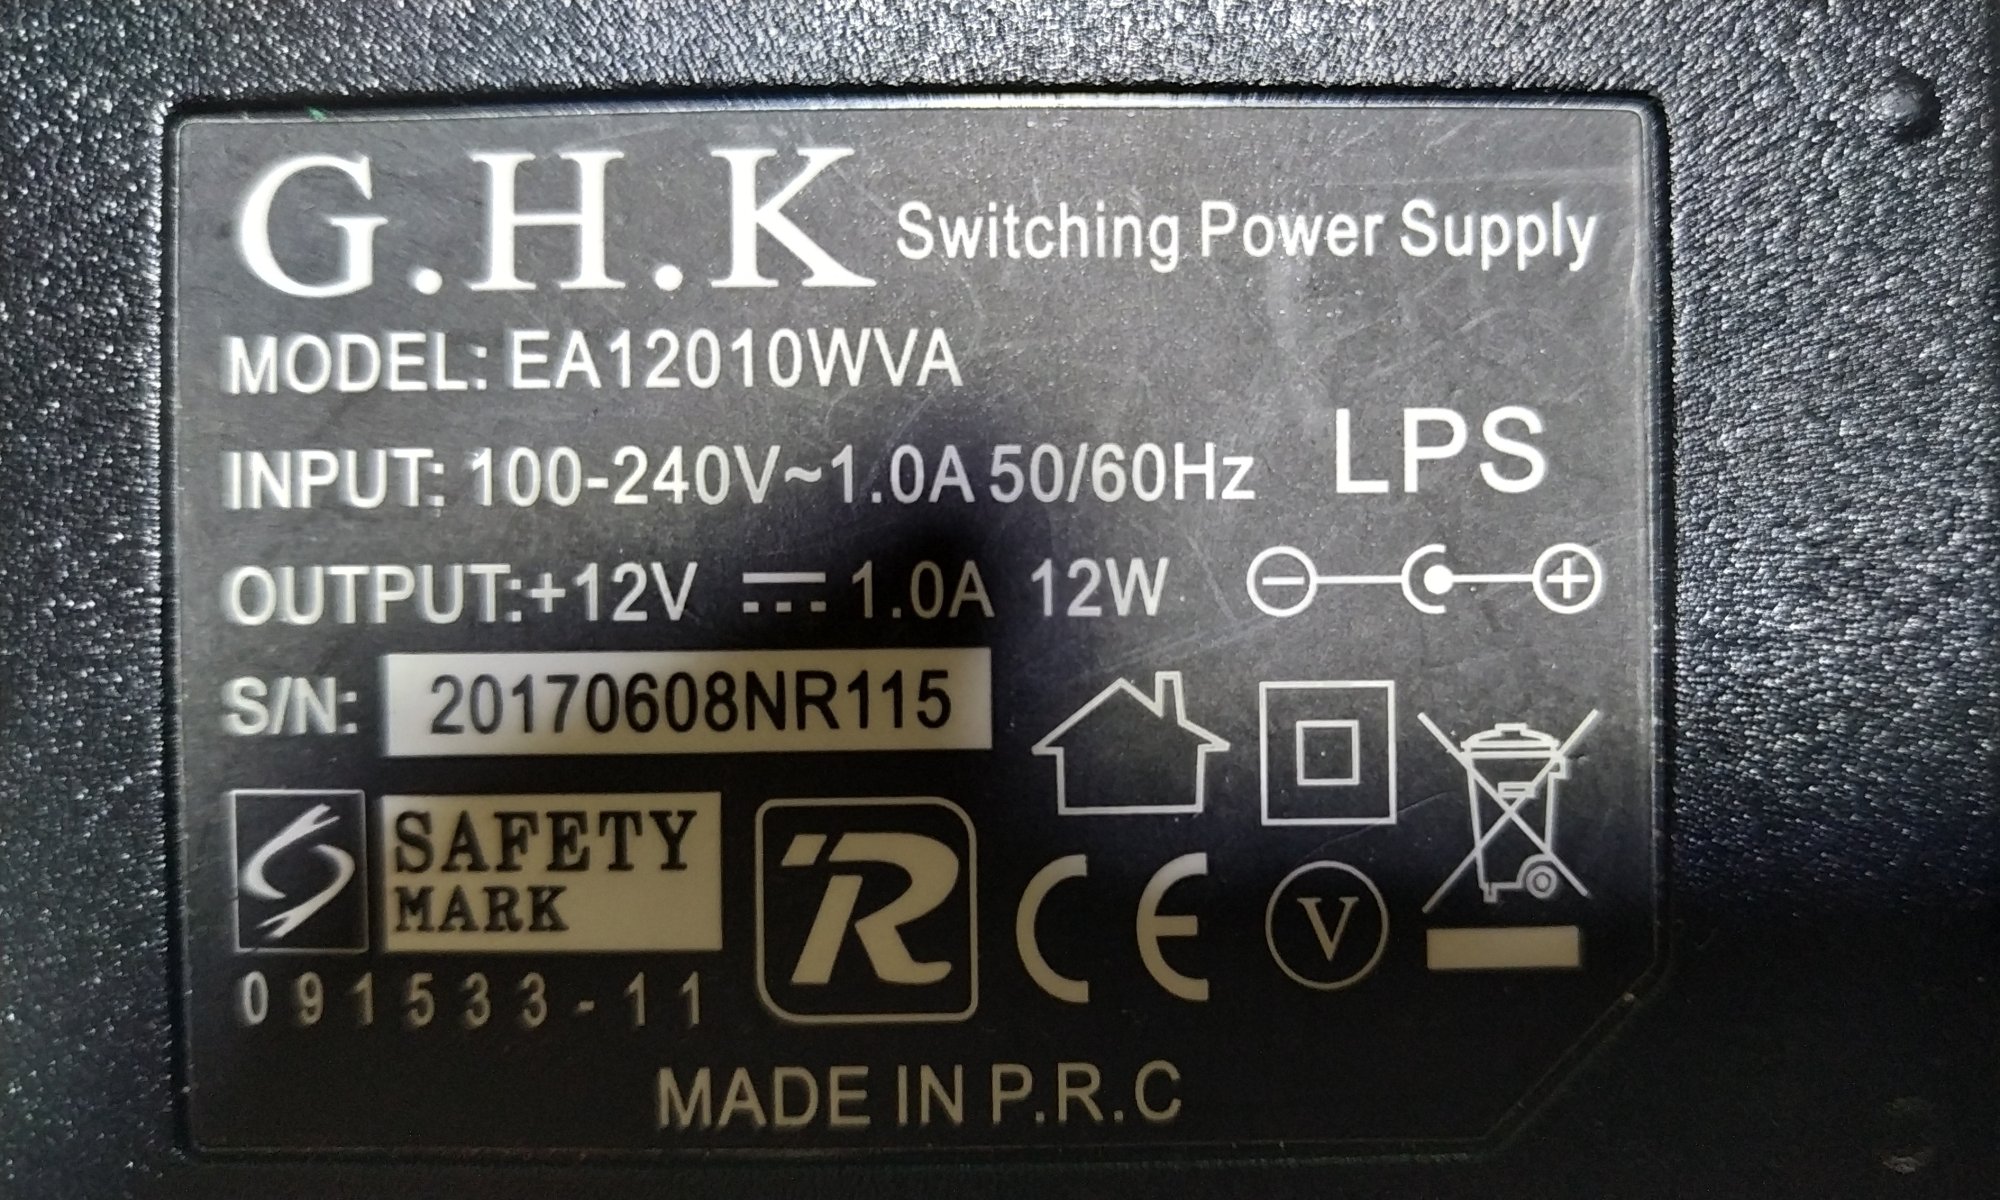 G.H.K Switching Power Supply
MODEL: EA12010WVA
INPUT: 100-240V~1.0A 50/60Hz LPS
OUTPUT:+12V ⎓ 1.0A 12W
S/N: 20170608NR115
SAFETY
MARK
R CE V
091533-11
MADE IN P.R.C